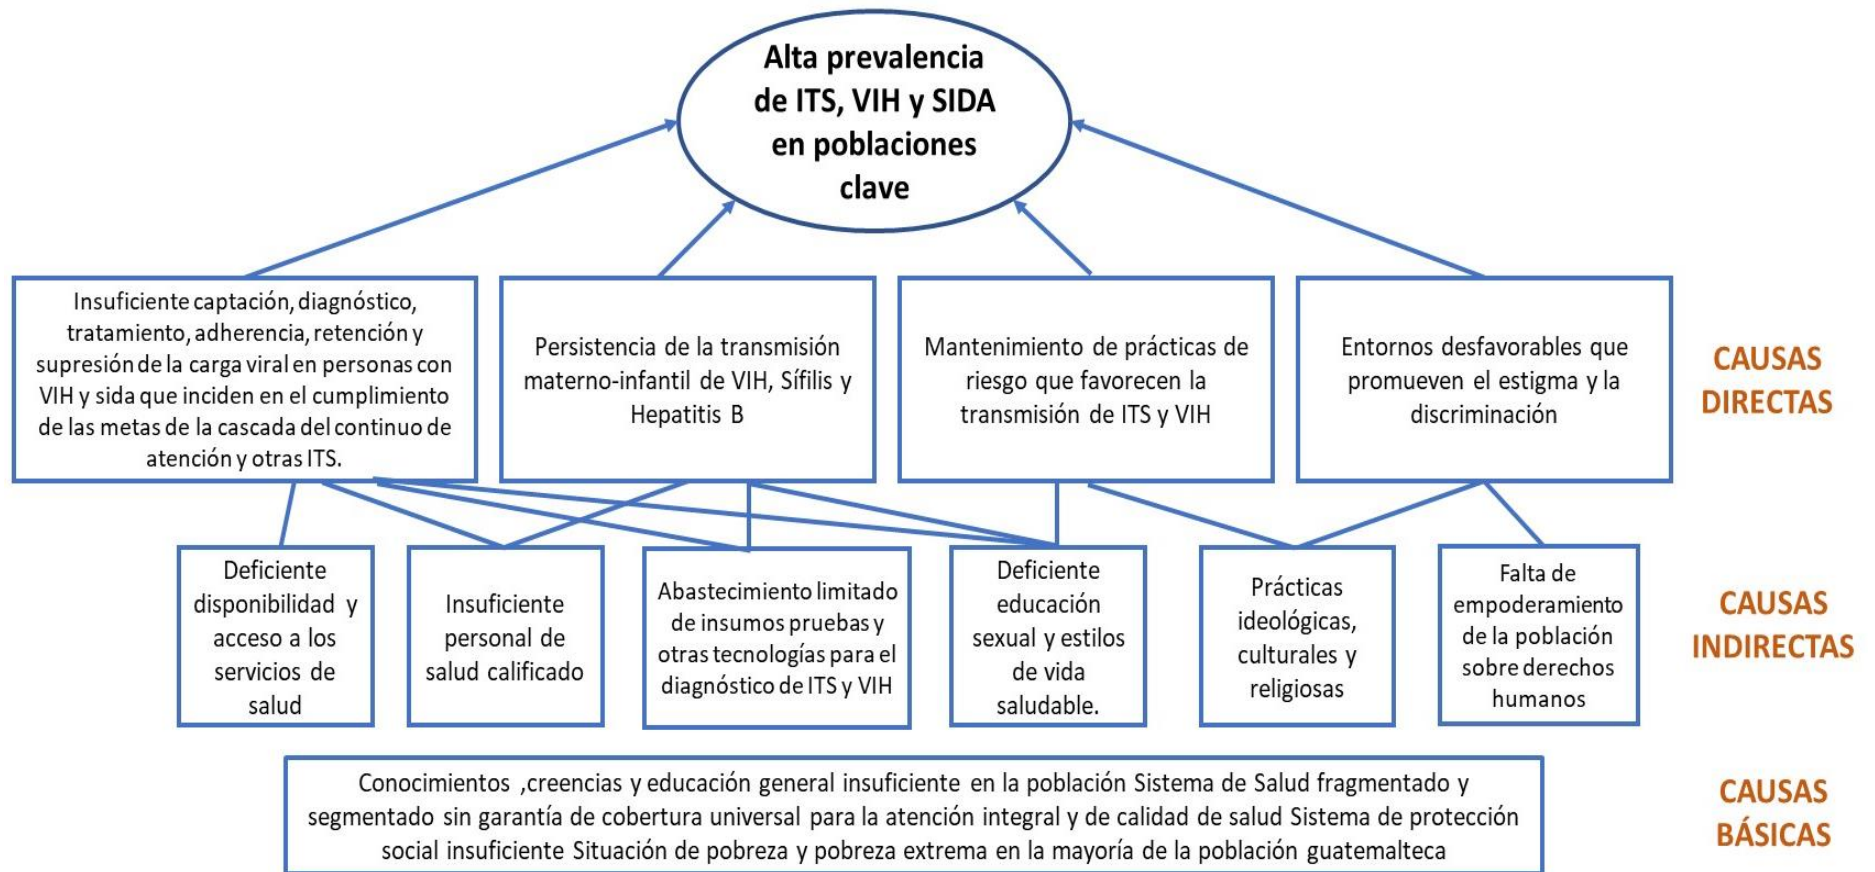 Alta prevalencia
de ITS, VIH y SIDA
en poblaciones
clave
Insuficiente captación, diagnóstico,
tratamiento, adherencia, retención y
supresión de la carga viral en personas con
VIH y sida que inciden en el cumplimiento
de las metas de la cascada del continuo de
atención y otras ITS.
Persistencia de la transmisión
materno-infantil de VIH, Sífilis y
Hepatitis B
Mantenimiento de prácticas de
riesgo que favorecen la
transmisión de ITS y VIH
Entornos desfavorables que
promueven el estigma y la
discriminación
CAUSAS
DIRECTAS
Deficiente
disponibilidad y
acceso a los
servicios de
salud
Insuficiente
personal de
salud calificado
Abastecimiento limitado
de insumos pruebas y
otras tecnologías para el
diagnóstico de ITS y VIH
Deficiente
educación
sexual y estilos
de vida
saludable.
Prácticas
ideológicas,
culturales y
religiosas
Falta de
empoderamiento
de la población
sobre derechos
humanos
CAUSAS
INDIRECTAS
Conocimientos ,creencias y educación general insuficiente en la población Sistema de Salud fragmentado y
segmentado sin garantía de cobertura universal para la atención integral y de calidad de salud Sistema de protección
social insuficiente Situación de pobreza y pobreza extrema en la mayoría de la población guatemalteca
CAUSAS
BÁSICAS